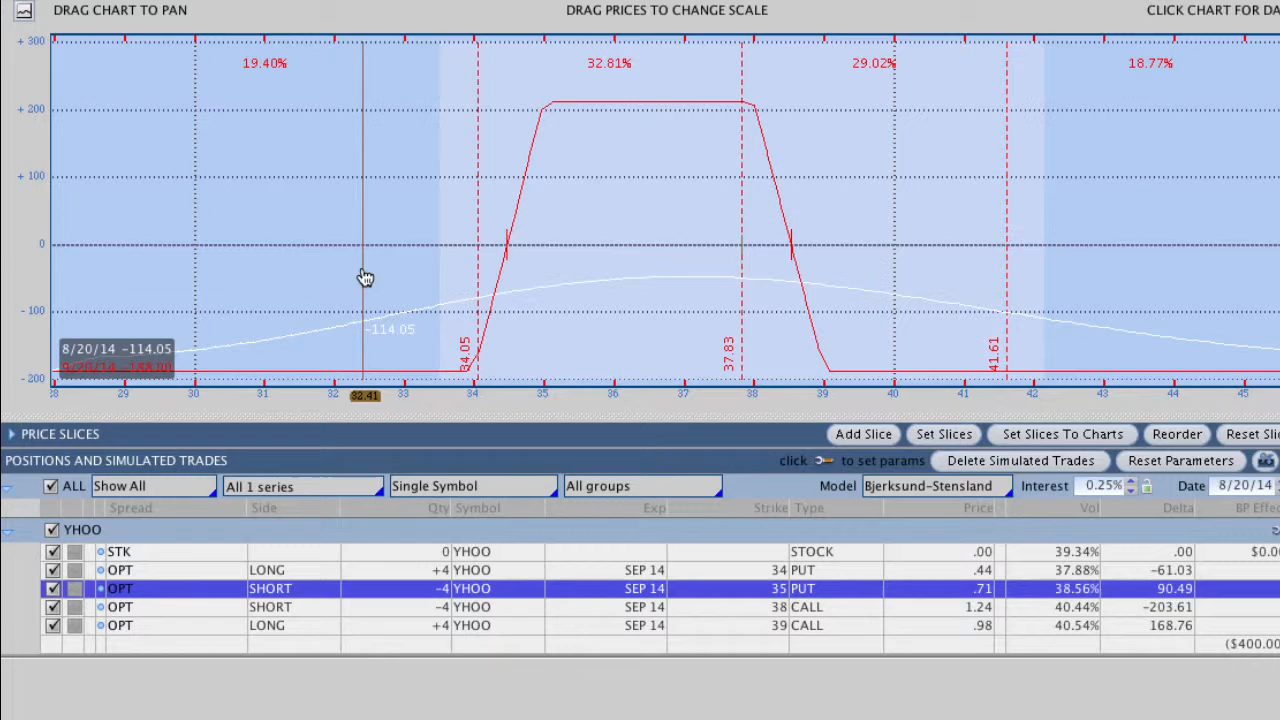 DRAG CHART TO PAN DRAG PRICES TO CHANGE SCALE CLICK CHART FOR DA
+ 300
19.40% 32.81% 29.02% 18.77%
+ 200
+ 100
0
- 100
-114.05
8/20/14 -114.05
9/20/14 -188.00
34.05 37.83 41.61
- 200
28 29 30 31 32 32.41 33 34 35 36 37 38 39 40 41 42 43 44 45
PRICE SLICES Add Slice Set Slices Set Slices To Charts Reorder Reset Sli
POSITIONS AND SIMULATED TRADES click to set params Delete Simulated Trades Reset Parameters
ALL Show All All 1 series Single Symbol All groups Model Bjerksund-Stensland Interest 0.25% Date 8/20/14
Spread Side Qty Symbol Exp Strike Type Price Vol Delta BP Effe
YHOO
STK 0 YHOO STOCK .00 39.34% .00 $0.0
OPT LONG +4 YHOO SEP 14 34 PUT .44 37.88% -61.03
OPT SHORT -4 YHOO SEP 14 35 PUT .71 38.56% 90.49
OPT SHORT -4 YHOO SEP 14 38 CALL 1.24 40.44% -203.61
OPT LONG +4 YHOO SEP 14 39 CALL .98 40.54% 168.76
($400.00